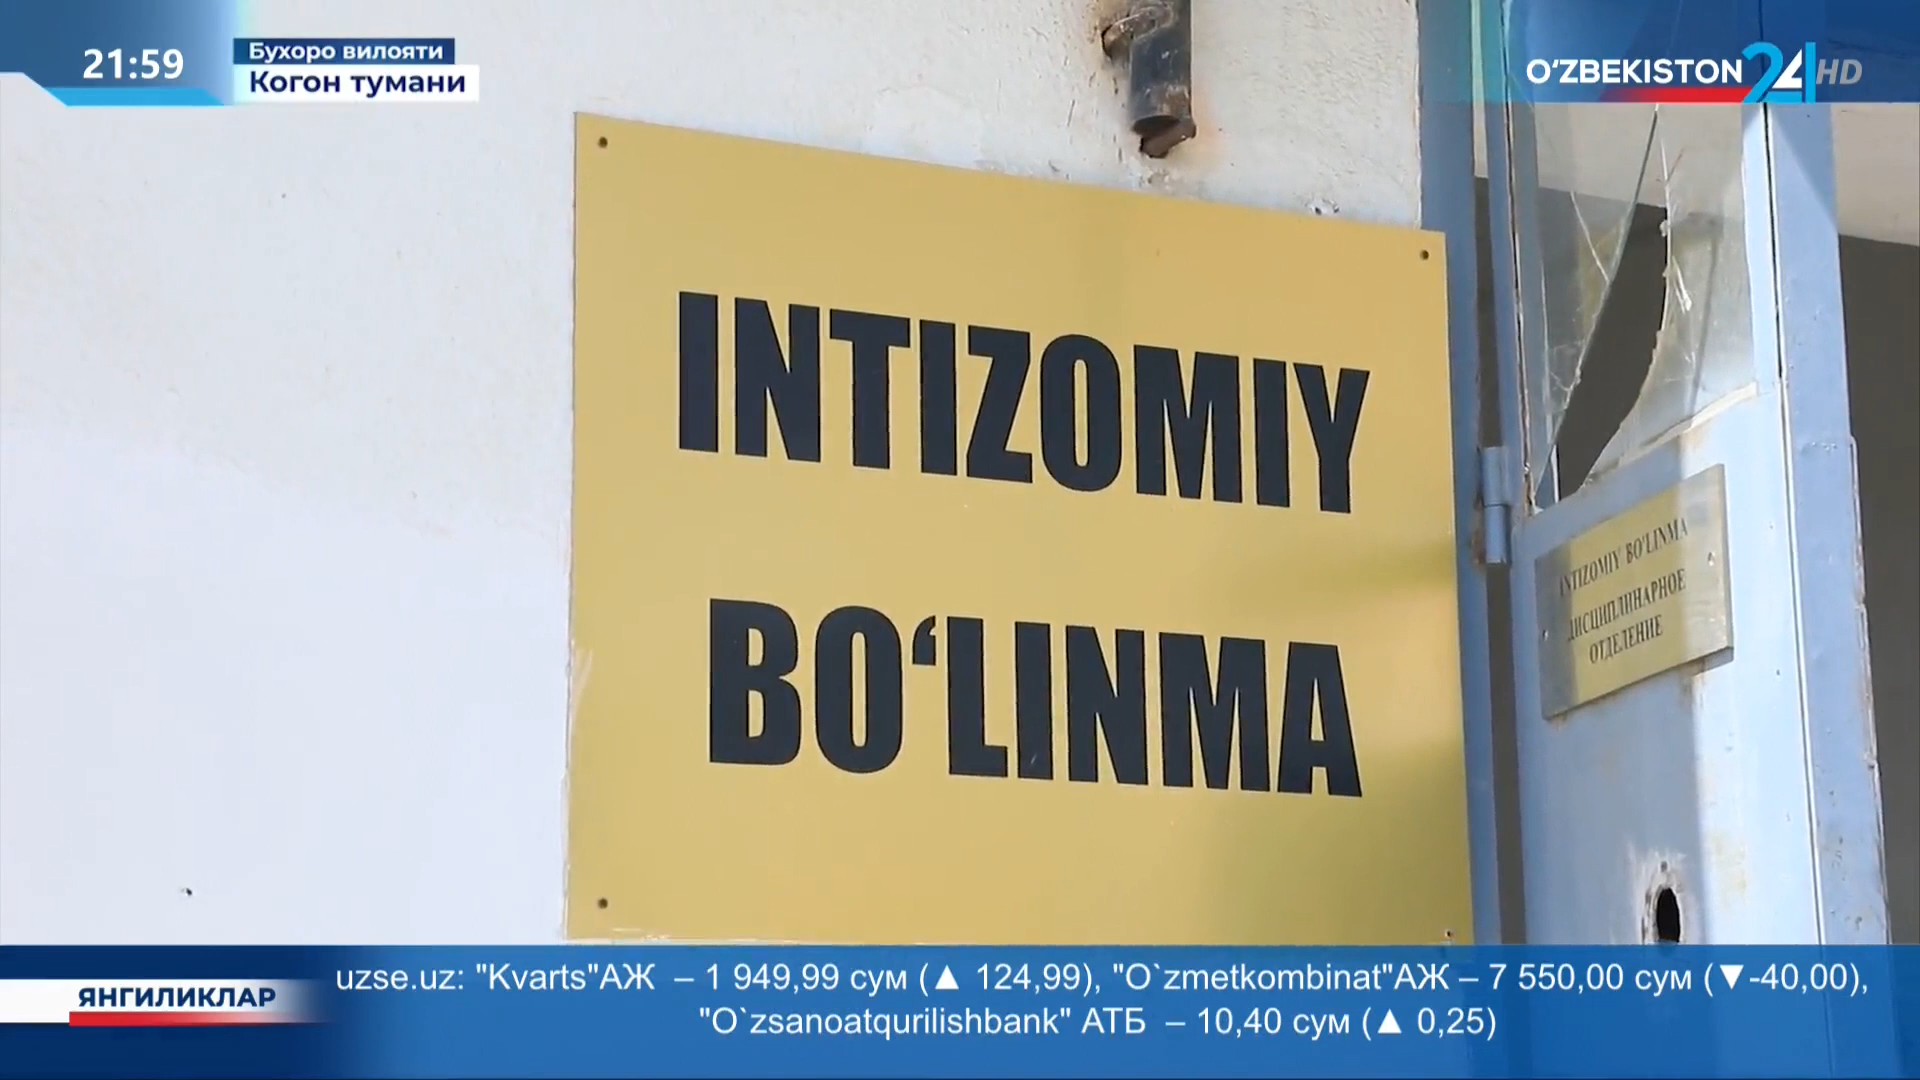 21:59
Бухоро вилояти
Когон тумани
O‘ZBEKISTON 24 HD
INTIZOMIY
BO‘LINMA
INTIZOMIY BO‘LINMA
ДИСЦИПЛИНАРНОЕ
ОТДЕЛЕНИЕ
ЯНГИЛИКЛАР
uzse.uz: "Kvarts"АЖ – 1 949,99 сум (▲ 124,99), "O`zmetkombinat"АЖ – 7 550,00 сум (▼-40,00),
"O`zsanoatqurilishbank" АТБ – 10,40 сум (▲ 0,25)